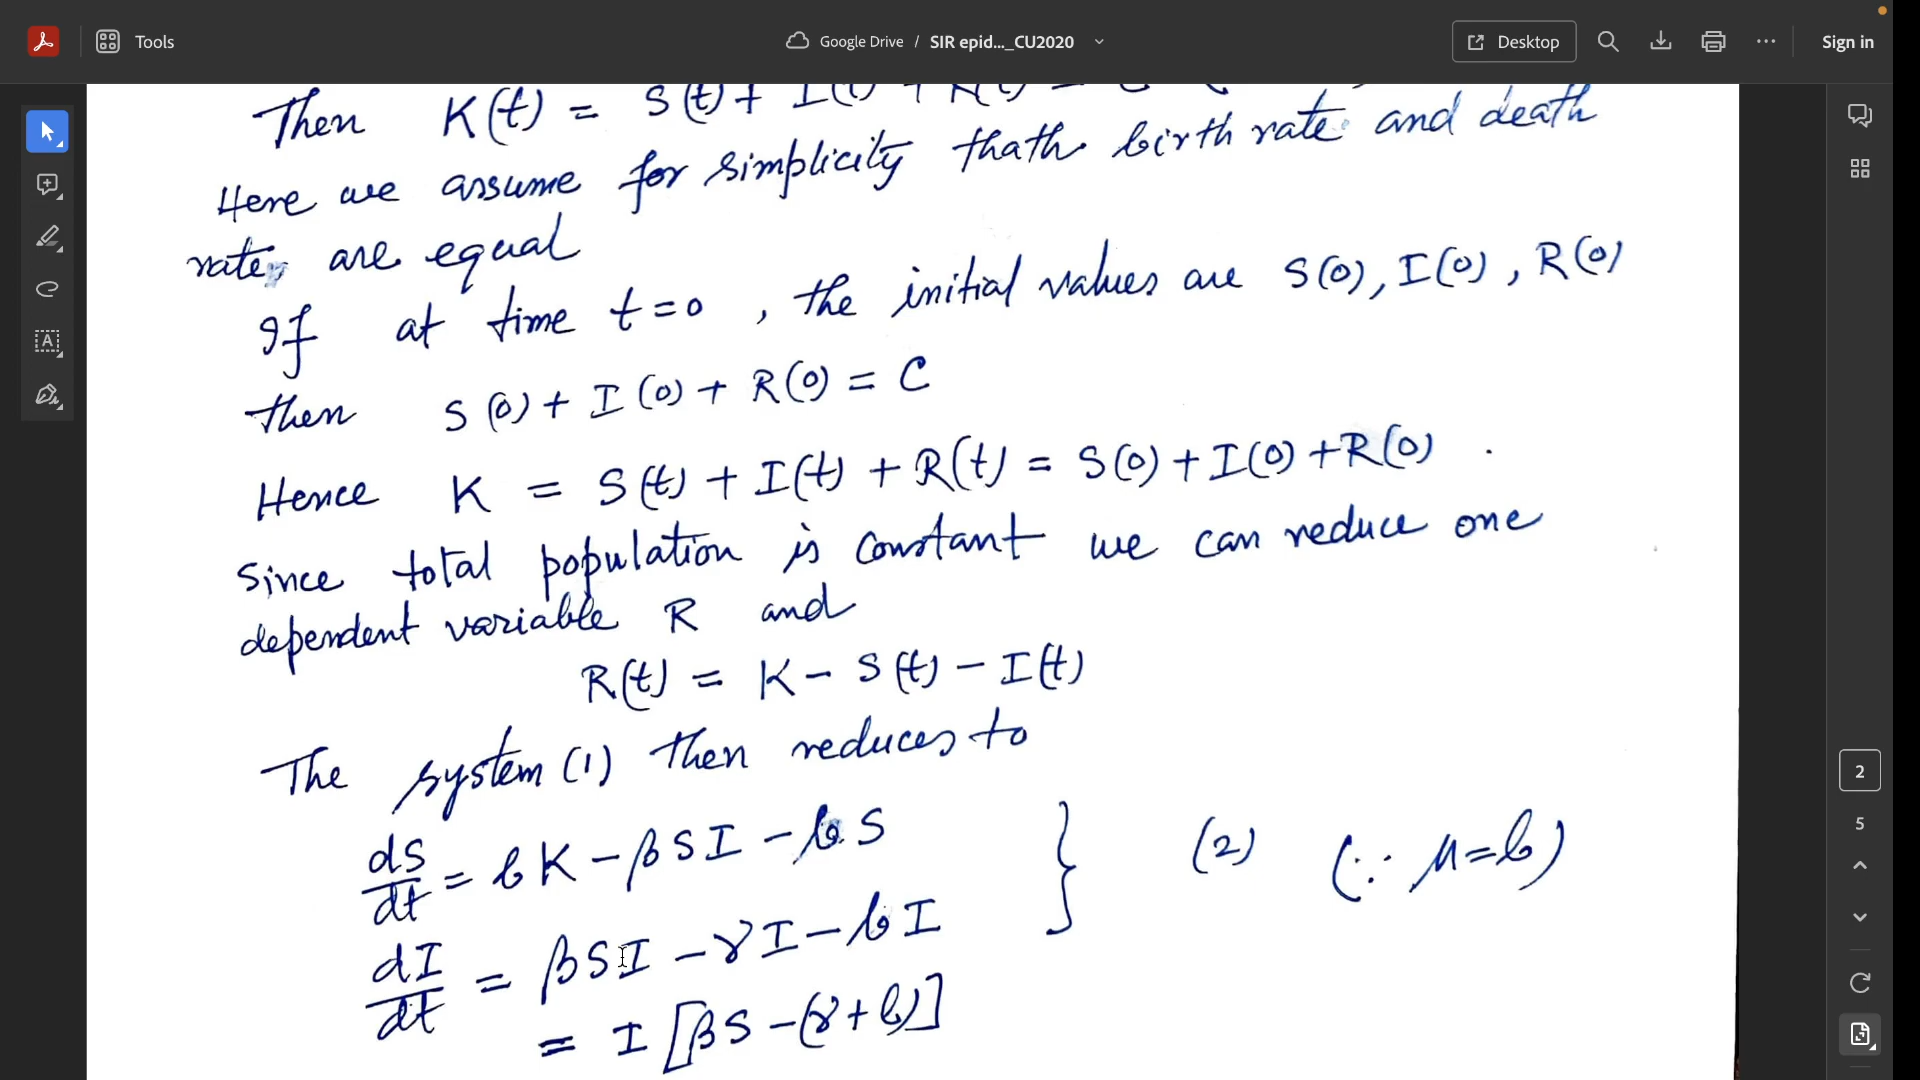 Tools
Google Drive / SIR epid..._CU2020
Desktop
Sign in
Then K(t) = S(t) + I(t) + R(t) = C
Here we assume for simplicity thath birth rate and death
rate, are equal
If at time t=0, the initial values are S(0), I(0), R(0)
then S(0) + I(0) + R(0) = C
Hence K = S(t) + I(t) + R(t) = S(0) + I(0) + R(0).
Since total population is constant we can reduce one
dependent variable R and
R(t) = K - S(t) - I(t)
The system (1) then reduces to
dS/dt = bK - βSI - bS
dI/dt = βSI - γI - bI } (2) (∵ μ=b)
= I[βS - (γ+b)]
2
5